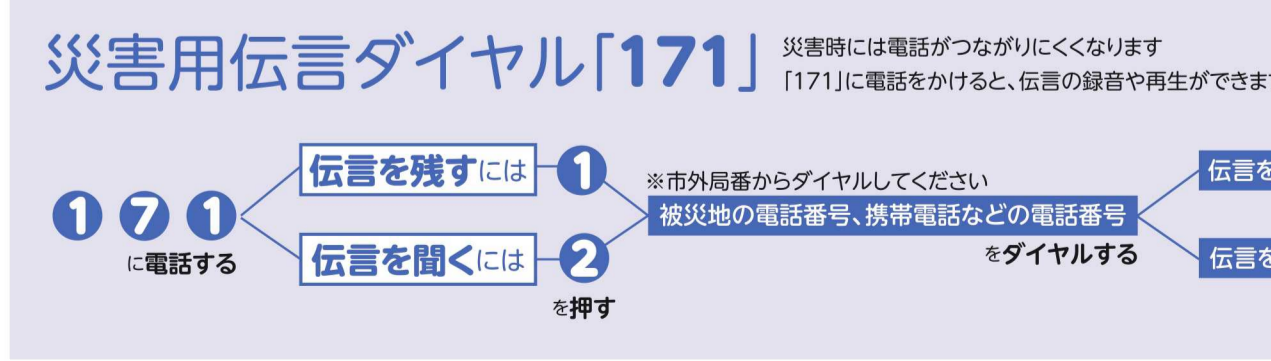 災害用伝言ダイヤル「171」
災害時には電話がつながりにくくなります
「171」に電話をかけると、伝言の録音や再生ができま
171
に電話する
伝言を残すには
1
伝言を聞くには
2
を押す
※市外局番からダイヤルしてください
被災地の電話番号、携帯電話などの電話番号
をダイヤルする
伝言を
伝言を